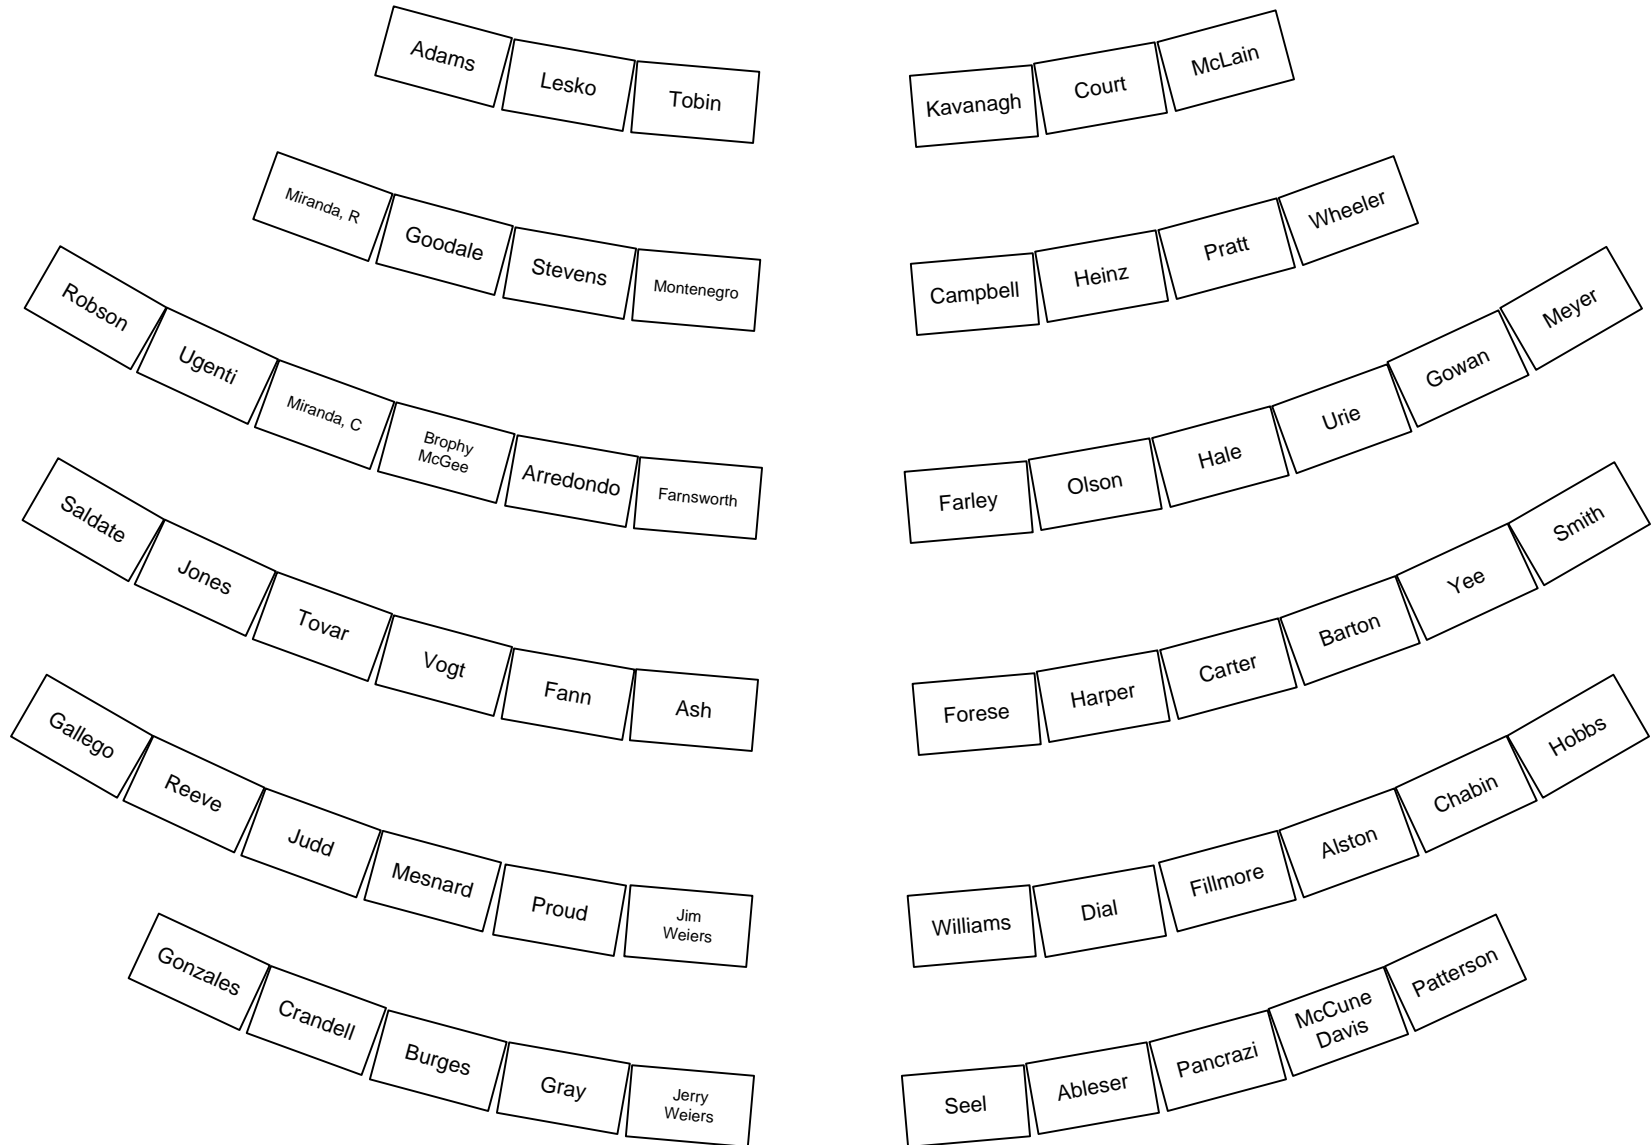 Adams
Lesko
Tobin
Kavanagh
Court
McLain
Miranda, R
Goodale
Stevens
Montenegro
Campbell
Heinz
Pratt
Wheeler
Robson
Ugenti
Miranda, C
Brophy
McGee
Arredondo
Farnsworth
Farley
Olson
Hale
Urie
Gowan
Meyer
Saldate
Jones
Tovar
Vogt
Fann
Ash
Forese
Harper
Carter
Barton
Yee
Smith
Gallego
Reeve
Judd
Mesnard
Proud
Jim
Weiers
Williams
Dial
Fillmore
Alston
Chabin
Hobbs
Gonzales
Crandell
Burges
Gray
Jerry
Weiers
Seel
Ableser
Pancrazi
McCune
Davis
Patterson